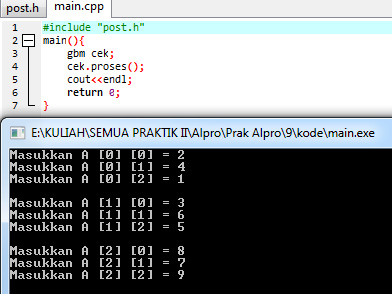 post.h main.cpp
1 #include "post.h"
2 main(){
3 gbm cek;
4 cek.proses();
5 cout<<endl;
6 return 0;
7 }
E:\KULIAH\SEMUA PRAKTIK II\Alpro\Prak Alpro\9\kode\main.exe
Masukkan A [0] [0] = 2
Masukkan A [0] [1] = 4
Masukkan A [0] [2] = 1
Masukkan A [1] [0] = 3
Masukkan A [1] [1] = 6
Masukkan A [1] [2] = 5
Masukkan A [2] [0] = 8
Masukkan A [2] [1] = 7
Masukkan A [2] [2] = 9